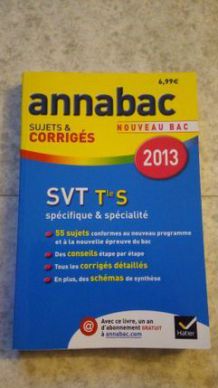 6,99€
annabac
SUJETS &
CORRIGÉS
NOUVEAU BAC
2013
SVT Tle S
spécifique & spécialité
55 sujets conformes au nouveau programme
et à la nouvelle épreuve du bac
Des conseils étape par étape
Tous les corrigés détaillés
En plus, des schémas de synthèse
@
Avec ce livre, un an
d'abonnement GRATUIT
à annabac.com
Hatier